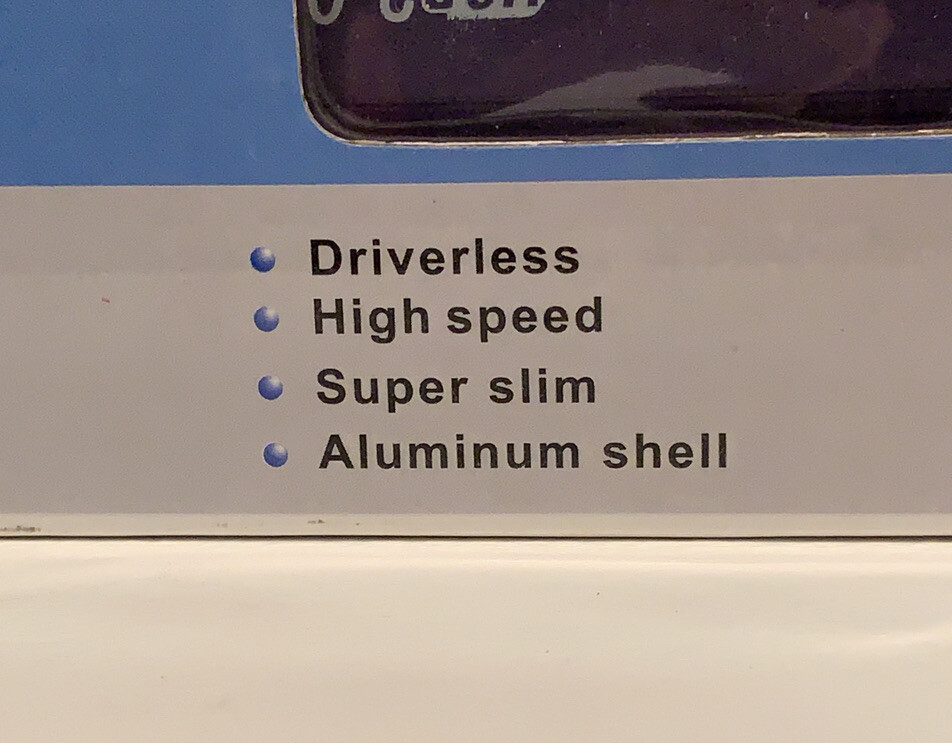 Driverless
High speed
Super slim
Aluminum shell